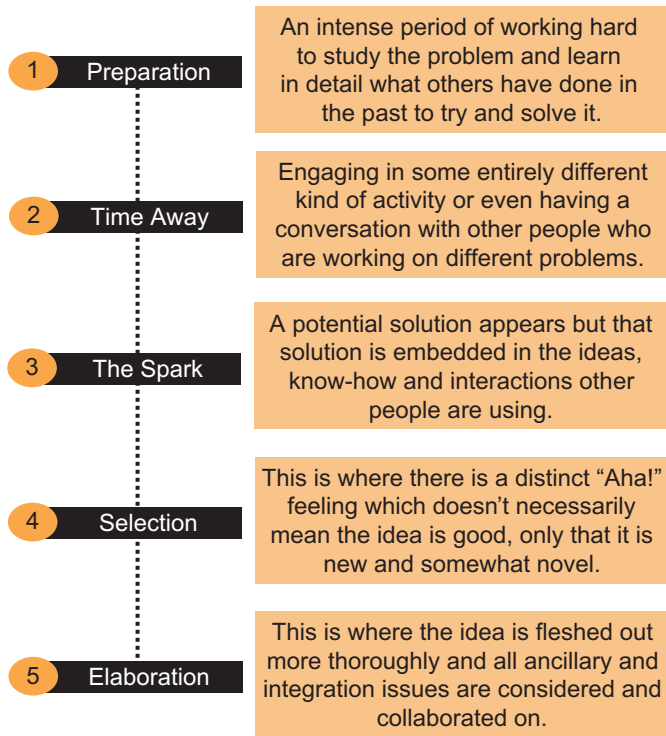 1 Preparation
An intense period of working hard
to study the problem and learn
in detail what others have done in
the past to try and solve it.
2 Time Away
Engaging in some entirely different
kind of activity or even having a
conversation with other people who
are working on different problems.
3 The Spark
A potential solution appears but that
solution is embedded in the ideas,
know-how and interactions other
people are using.
4 Selection
This is where there is a distinct “Aha!”
feeling which doesn’t necessarily
mean the idea is good, only that it is
new and somewhat novel.
5 Elaboration
This is where the idea is fleshed out
more thoroughly and all ancillary and
integration issues are considered and
collaborated on.